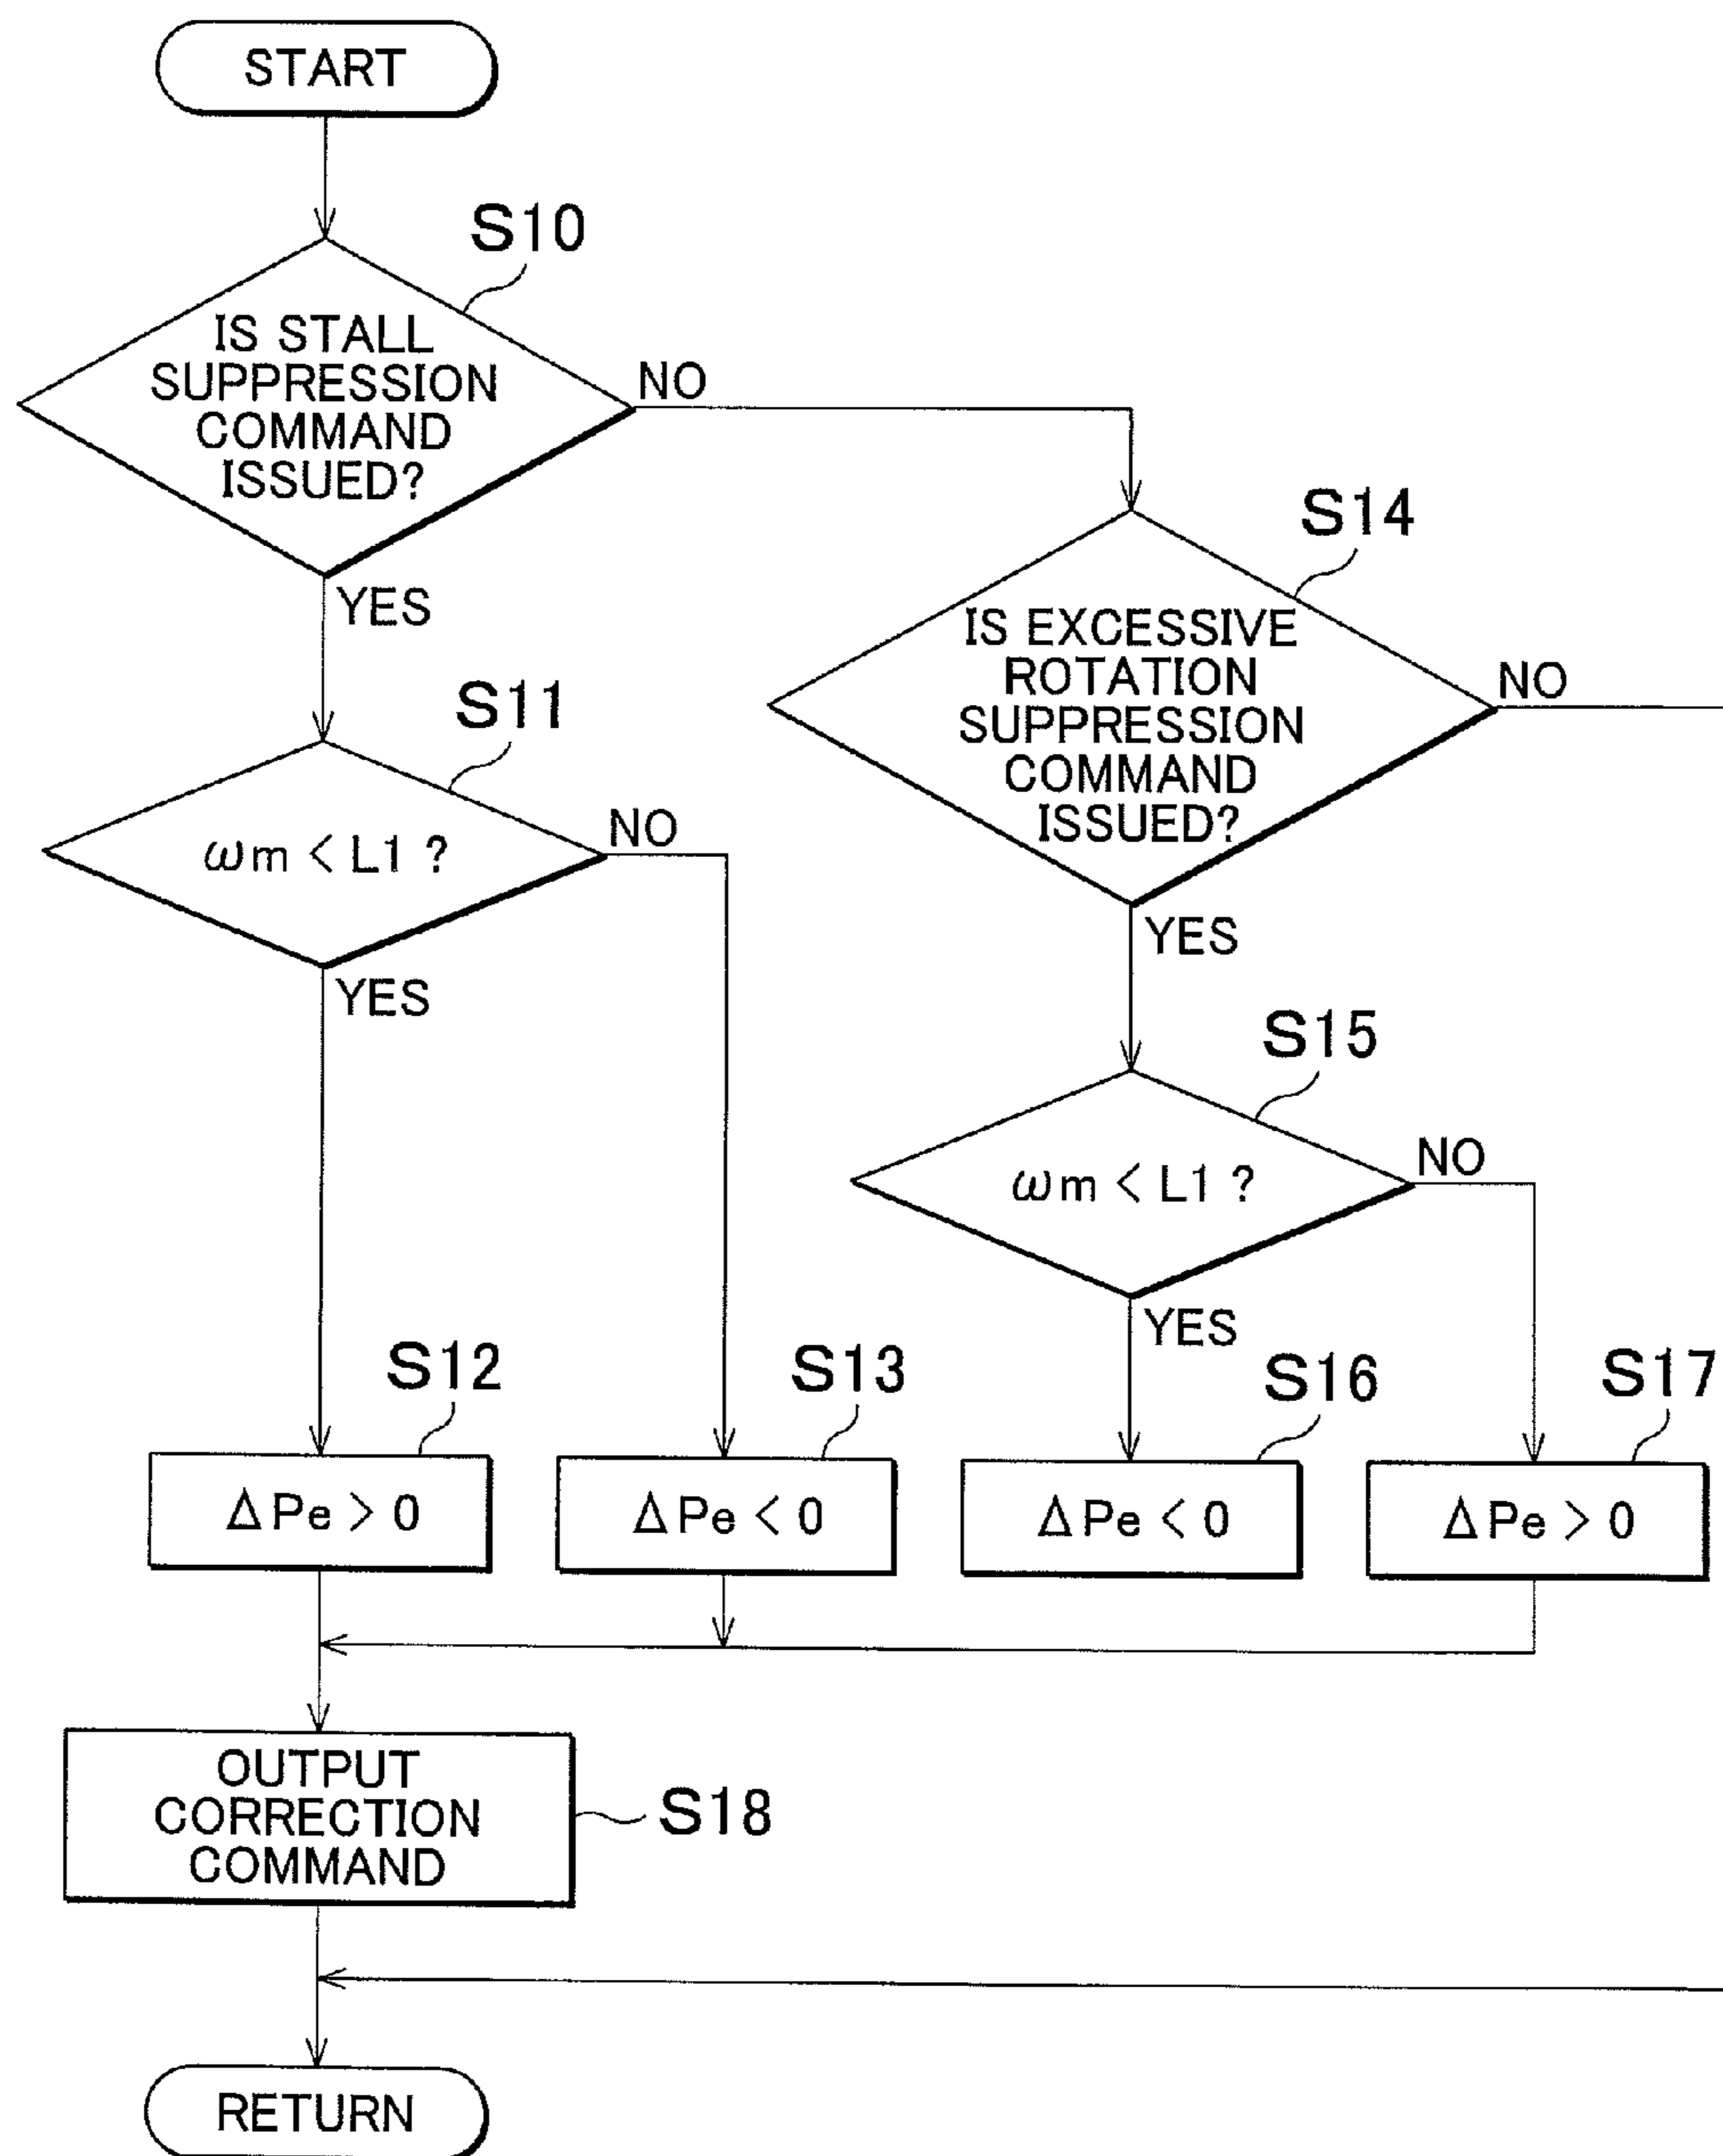 START
S10
IS STALL
SUPPRESSION
COMMAND
ISSUED?
NO
YES
S14
IS EXCESSIVE
ROTATION
SUPPRESSION
COMMAND
ISSUED?
NO
YES
S11
ωm < L1 ?
NO
YES
S15
ωm < L1 ?
NO
YES
S12
ΔPe > 0
S13
ΔPe < 0
S16
ΔPe < 0
S17
ΔPe > 0
OUTPUT
CORRECTION
COMMAND
S18
RETURN